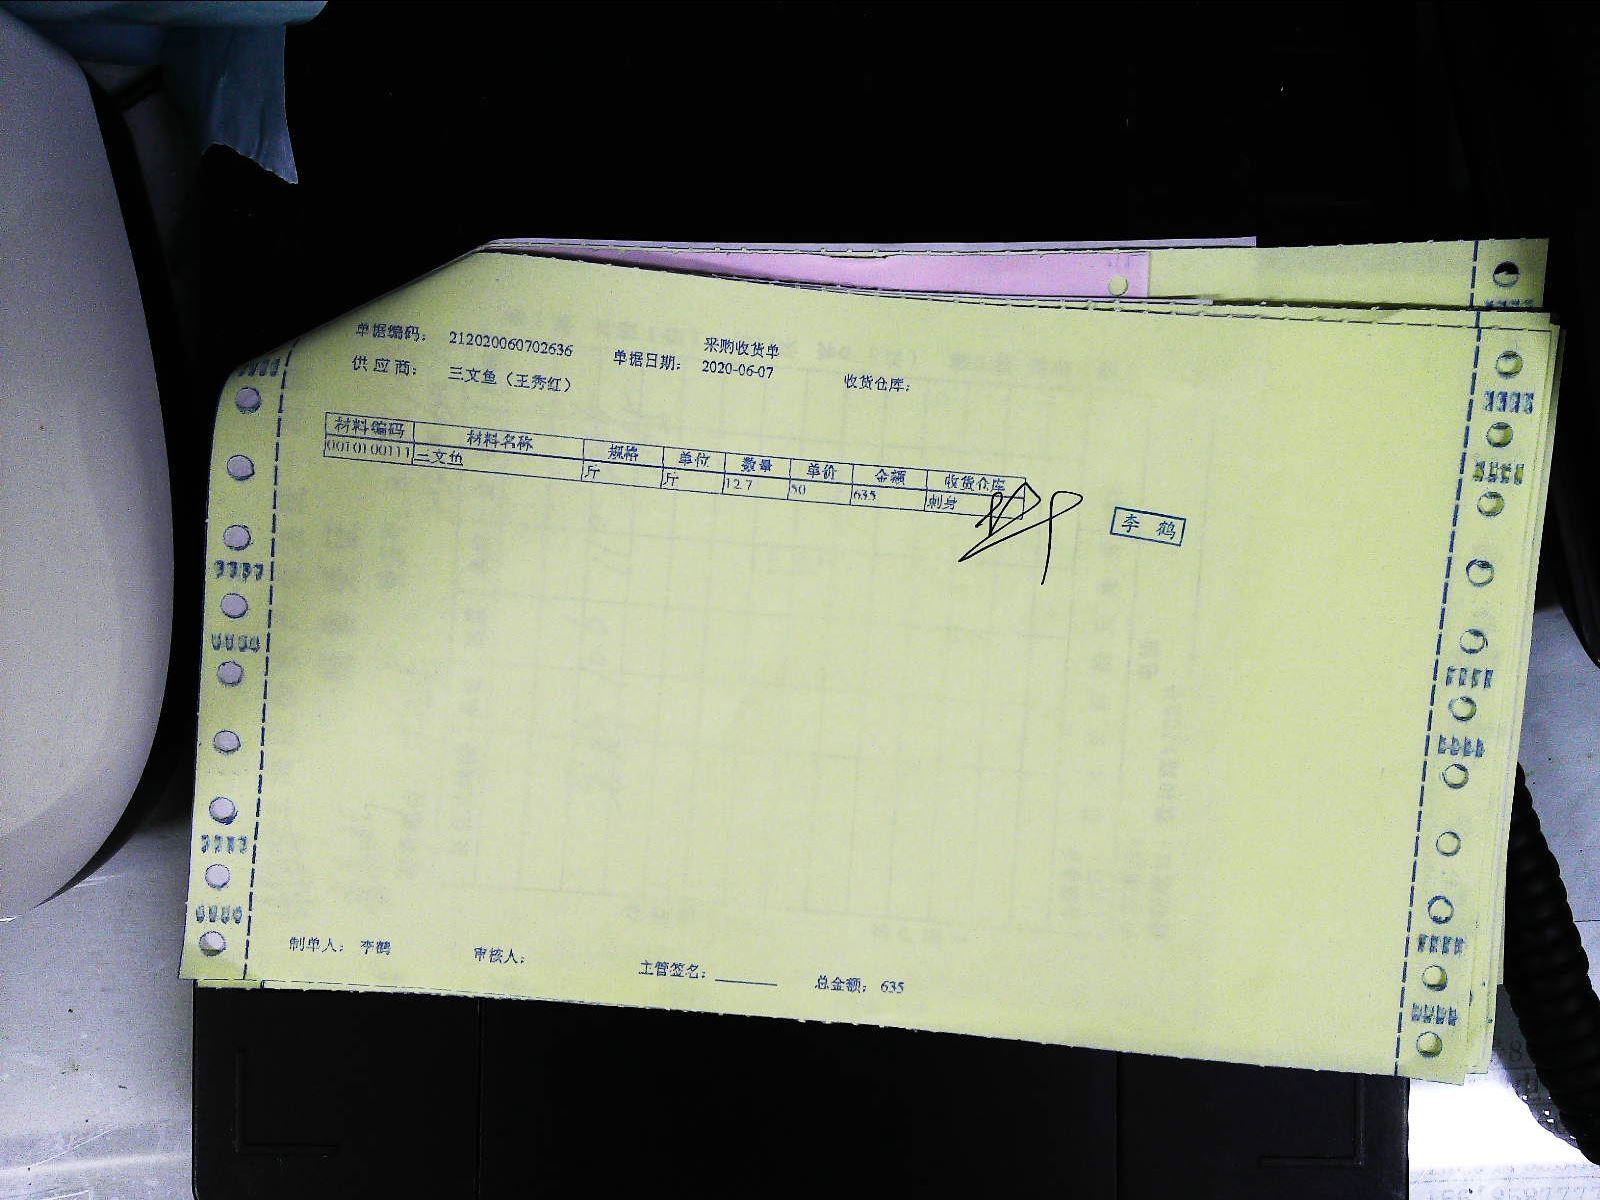 采购收货单
单据编码： 212020060702636 单据日期： 2020-06-07 收货仓库：
供应商： 三文鱼（王秀红）
材料编码 材料名称 规格 单位 数量 单价 金额 收货仓库
0010100111 三文鱼 斤 斤 12.7 50 635 刺身
李鹤
制单人： 李鹤 审核人： 主管签名： 总金额： 635